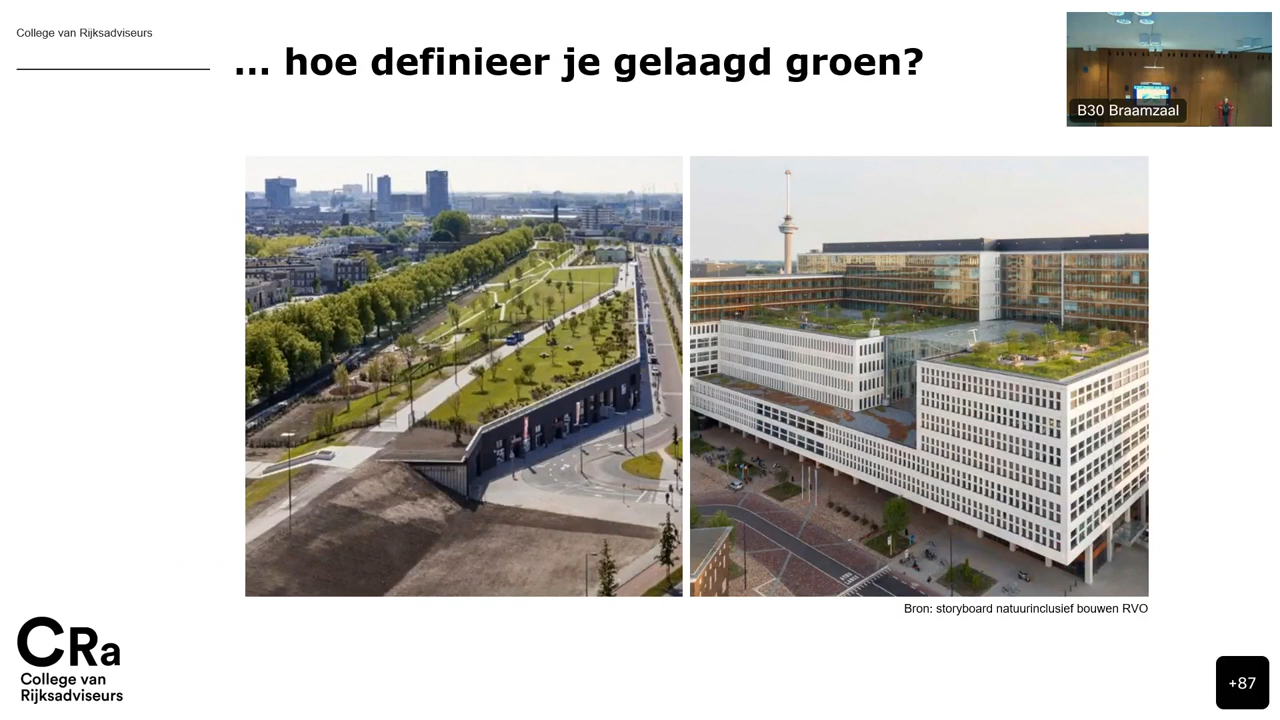 College van Rijksadviseurs
... hoe definieer je gelaagd groen?
B30 Braamzaal
Bron: storyboard natuurinclusief bouwen RVO
CRa
College van
Rijksadviseurs
+87